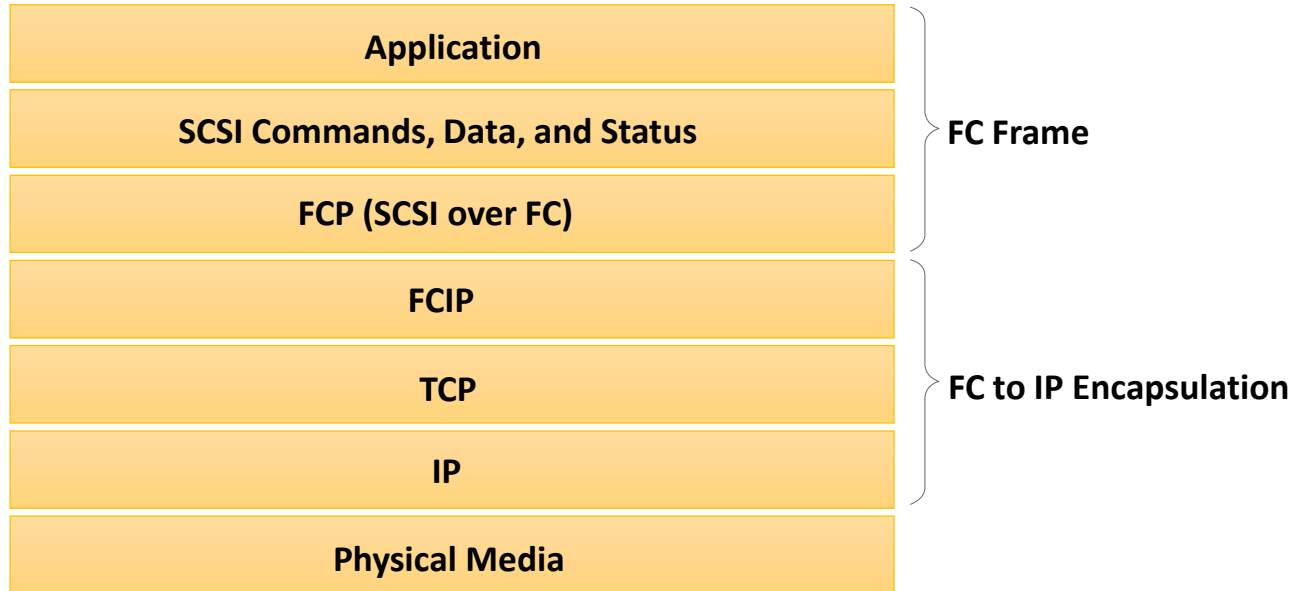 Application
SCSI Commands, Data, and Status
FC Frame
FCP (SCSI over FC)
FCIP
TCP
FC to IP Encapsulation
IP
Physical Media